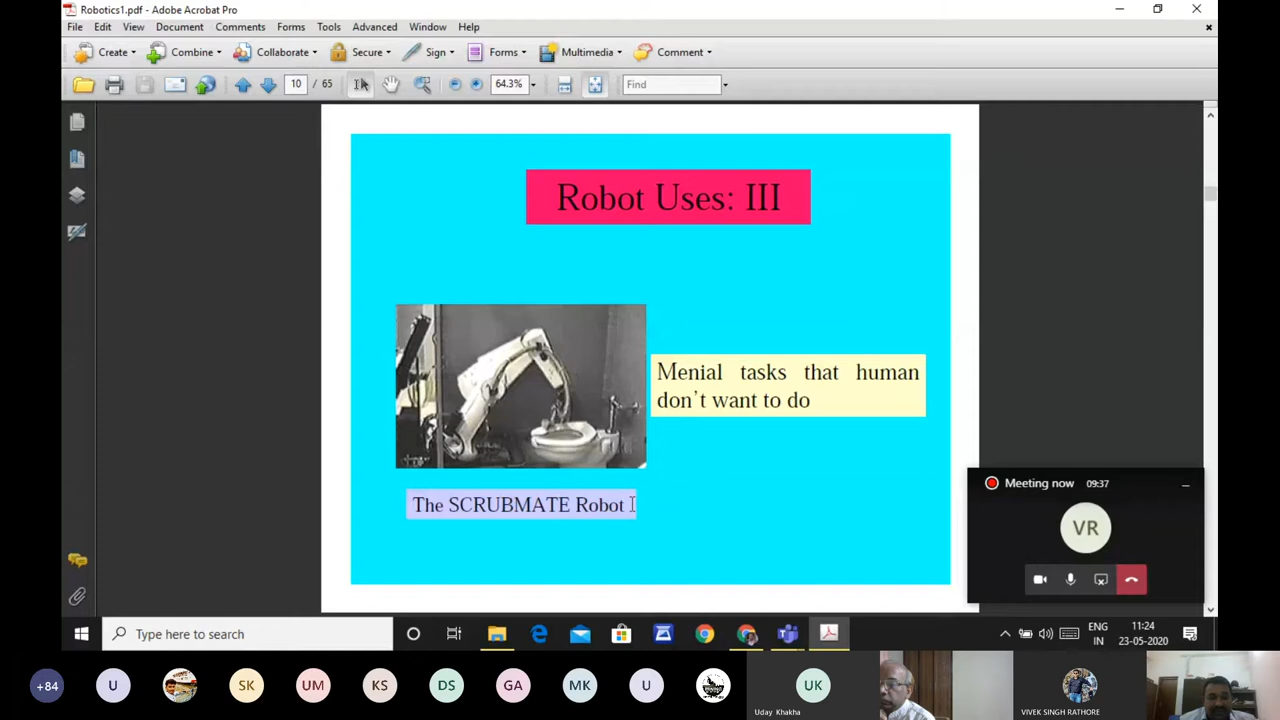 Robotics1.pdf - Adobe Acrobat Pro
File Edit View Document Comments Forms Tools Advanced Window Help
Create Combine Collaborate Secure Sign Forms Multimedia Comment
10 / 65 64.3% Find
Robot Uses: III
Menial tasks that human
don't want to do
The SCRUBMATE Robot
Meeting now 09:37
VR
Type here to search
ENG
IN
11:24
23-05-2020
+84 U SK UM KS DS GA MK U UK
Uday Khakha
VIVEK SINGH RATHORE